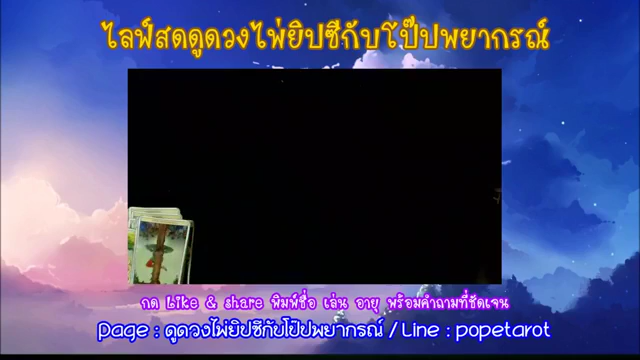 ไลฟ์สดดูดวงไพ่ยิปซีกับโป๊ปพยากรณ์
กด Like & share พิมพ์ชื่อ เล่น อายุ พร้อมคำถามที่ชัดเจน
Page : ดูดวงไพ่ยิปซีกับโป๊ปพยากรณ์ / Line : popetarot